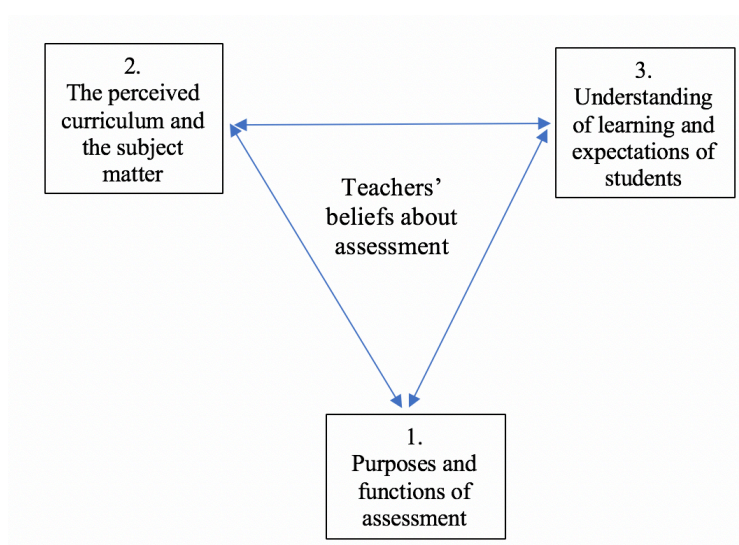 2.
The perceived
curriculum and
the subject
matter
3.
Understanding
of learning and
expectations of
students
Teachers’
beliefs about
assessment
1.
Purposes and
functions of
assessment